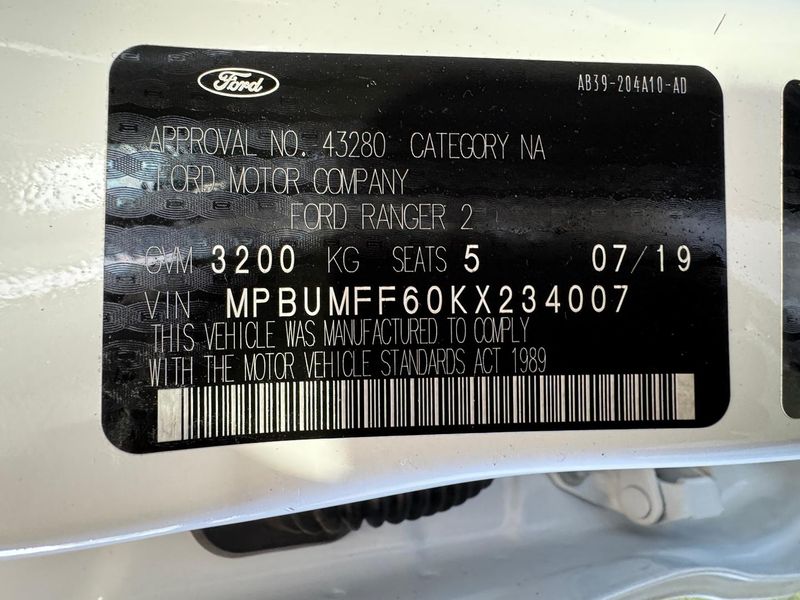 Ford
AB39-204A10-AD
APPROVAL NO. 43280 CATEGORY NA
FORD MOTOR COMPANY
FORD RANGER 2
GVM 3200 KG SEATS 5 07/19
VIN MPBUMFF60KX234007
THIS VEHICLE WAS MANUFACTURED TO COMPLY
WITH THE MOTOR VEHICLE STANDARDS ACT 1989